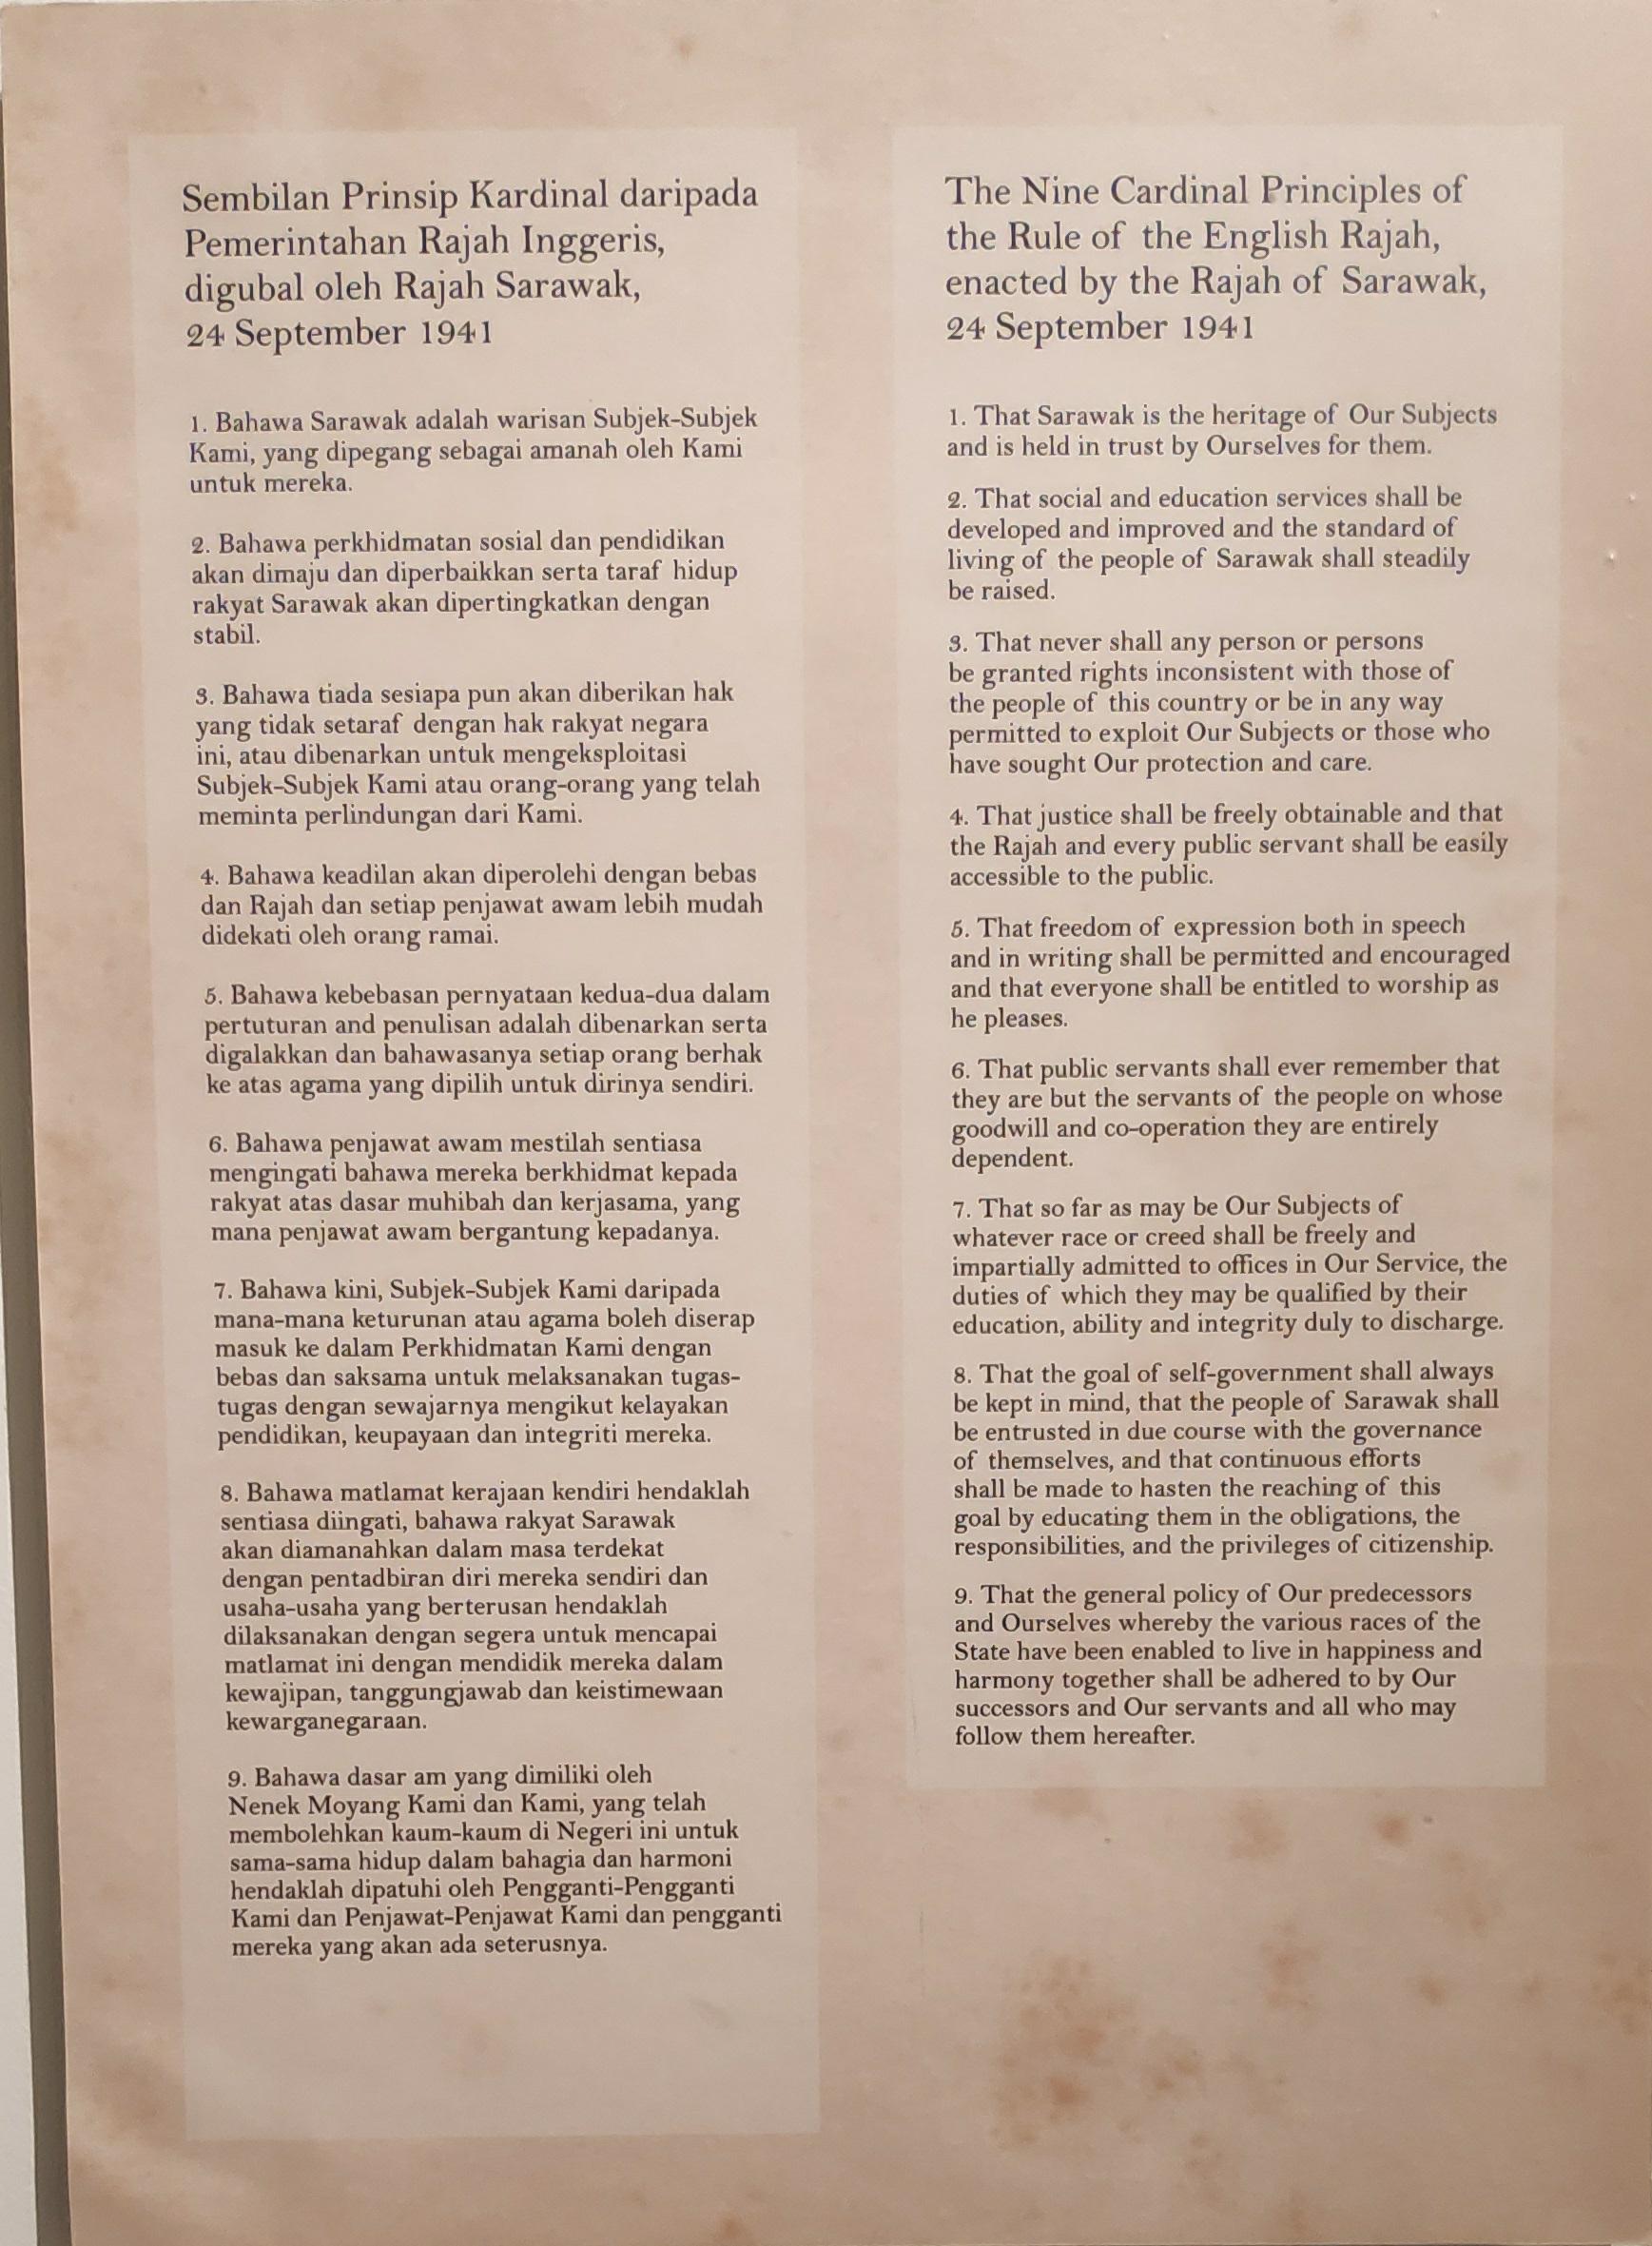 Sembilan Prinsip Kardinal daripada
Pemerintahan Rajah Inggeris,
digubal oleh Rajah Sarawak,
24 September 1941
1. Bahawa Sarawak adalah warisan Subjek-Subjek
Kami, yang dipegang sebagai amanah oleh Kami
untuk mereka.
2. Bahawa perkhidmatan sosial dan pendidikan
akan dimaju dan diperbaikkan serta taraf hidup
rakyat Sarawak akan dipertingkatkan dengan
stabil.
3. Bahawa tiada sesiapa pun akan diberikan hak
yang tidak setaraf dengan hak rakyat negara
ini, atau dibenarkan untuk mengeksploitasi
Subjek-Subjek Kami atau orang-orang yang telah
meminta perlindungan dari Kami.
4. Bahawa keadilan akan diperolehi dengan bebas
dan Rajah dan setiap penjawat awam lebih mudah
didekati oleh orang ramai.
5. Bahawa kebebasan pernyataan kedua-dua dalam
pertuturan and penulisan adalah dibenarkan serta
digalakkan dan bahawasanya setiap orang berhak
ke atas agama yang dipilih untuk dirinya sendiri.
6. Bahawa penjawat awam mestilah sentiasa
mengingati bahawa mereka berkhidmat kepada
rakyat atas dasar muhibah dan kerjasama, yang
mana penjawat awam bergantung kepadanya.
7. Bahawa kini, Subjek-Subjek Kami daripada
mana-mana keturunan atau agama boleh diserap
masuk ke dalam Perkhidmatan Kami dengan
bebas dan saksama untuk melaksanakan tugas-
tugas dengan sewajarnya mengikut kelayakan
pendidikan, keupayaan dan integriti mereka.
8. Bahawa matlamat kerajaan kendiri hendaklah
sentiasa diingati, bahawa rakyat Sarawak
akan diamanahkan dalam masa terdekat
dengan pentadbiran diri mereka sendiri dan
usaha-usaha yang berterusan hendaklah
dilaksanakan dengan segera untuk mencapai
matlamat ini dengan mendidik mereka dalam
kewajipan, tanggungjawab dan keistimewaan
kewarganegaraan.
9. Bahawa dasar am yang dimiliki oleh
Nenek Moyang Kami dan Kami, yang telah
membolehkan kaum-kaum di Negeri ini untuk
sama-sama hidup dalam bahagia dan harmoni
hendaklah dipatuhi oleh Pengganti-Pengganti
Kami dan Penjawat-Penjawat Kami dan pengganti
mereka yang akan ada seterusnya.
The Nine Cardinal Principles of
the Rule of the English Rajah,
enacted by the Rajah of Sarawak,
24 September 1941
1. That Sarawak is the heritage of Our Subjects
and is held in trust by Ourselves for them.
2. That social and education services shall be
developed and improved and the standard of
living of the people of Sarawak shall steadily
be raised.
3. That never shall any person or persons
be granted rights inconsistent with those of
the people of this country or be in any way
permitted to exploit Our Subjects or those who
have sought Our protection and care.
4. That justice shall be freely obtainable and that
the Rajah and every public servant shall be easily
accessible to the public.
5. That freedom of expression both in speech
and in writing shall be permitted and encouraged
and that everyone shall be entitled to worship as
he pleases.
6. That public servants shall ever remember that
they are but the servants of the people on whose
goodwill and co-operation they are entirely
dependent.
7. That so far as may be Our Subjects of
whatever race or creed shall be freely and
impartially admitted to offices in Our Service, the
duties of which they may be qualified by their
education, ability and integrity duly to discharge.
8. That the goal of self-government shall always
be kept in mind, that the people of Sarawak shall
be entrusted in due course with the governance
of themselves, and that continuous efforts
shall be made to hasten the reaching of this
goal by educating them in the obligations, the
responsibilities, and the privileges of citizenship.
9. That the general policy of Our predecessors
and Ourselves whereby the various races of the
State have been enabled to live in happiness and
harmony together shall be adhered to by Our
successors and Our servants and all who may
follow them hereafter.